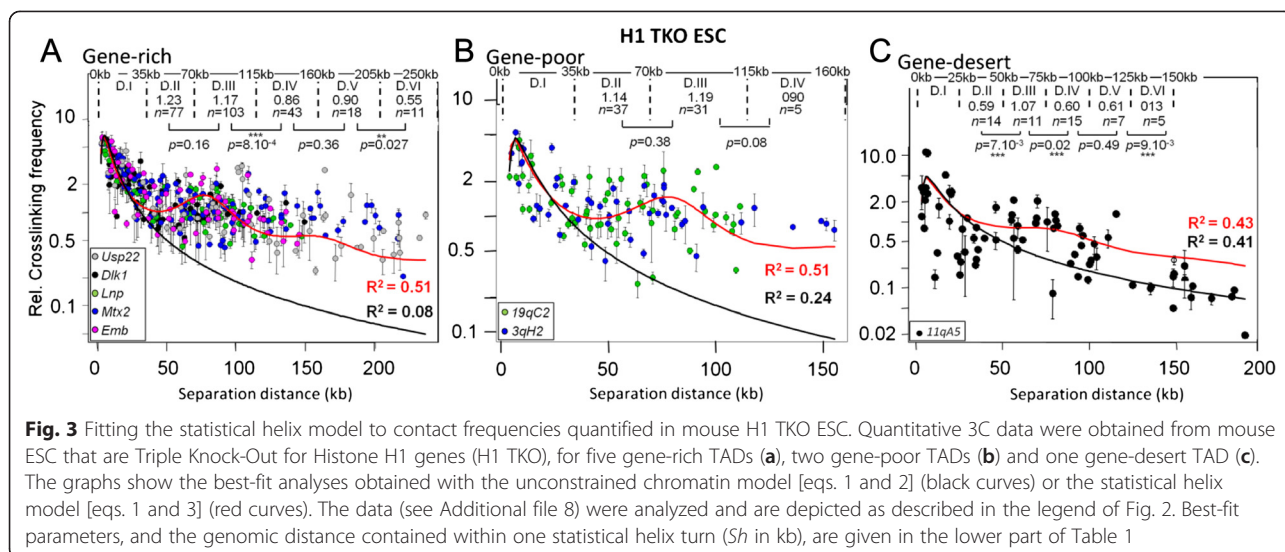 H1 TKO ESC
A
Gene-rich
0kb 35kb 70kb 115kb 160kb 205kb 250kb
D.I D.II D.III D.IV D.V D.VI
1.23 1.17 0.86 0.90 0.55
n=77 n=103 n=43 n=18 n=11
*** **
p=0.16 p=8.10⁻⁴ p=0.36 p=0.027
Rel. Crosslinking frequency
10
2
0.5
0.1
Usp22
Dlk1
Lnp
Mtx2
Emb
R² = 0.51
R² = 0.08
0 50 100 150 200
Separation distance (kb)
B
Gene-poor
0kb 35kb 70kb 115kb 160kb
D.I D.II D.III D.IV
1.14 1.19 090
n=37 n=31 n=5
p=0.38 p=0.08
10
2
0.5
0.1
19qC2
3qH2
R² = 0.51
R² = 0.24
0 50 100 150
Separation distance (kb)
C
Gene-desert
0kb 25kb 50kb 75kb 100kb 125kb 150kb
D.I D.II D.III D.IV D.V D.VI
0.59 1.07 0.60 0.61 013
n=14 n=11 n=15 n=7 n=5
p=7.10⁻³ p=0.02 p=0.49 p=9.10⁻³
*** *** ***
10.0
2.0
0.5
0.1
0.02
R² = 0.43
R² = 0.41
11qA5
0 50 100 150 200
Separation distance (kb)
Fig. 3 Fitting the statistical helix model to contact frequencies quantified in mouse H1 TKO ESC. Quantitative 3C data were obtained from mouse
ESC that are Triple Knock-Out for Histone H1 genes (H1 TKO), for five gene-rich TADs (a), two gene-poor TADs (b) and one gene-desert TAD (c).
The graphs show the best-fit analyses obtained with the unconstrained chromatin model [eqs. 1 and 2] (black curves) or the statistical helix
model [eqs. 1 and 3] (red curves). The data (see Additional file 8) were analyzed and are depicted as described in the legend of Fig. 2. Best-fit
parameters, and the genomic distance contained within one statistical helix turn (Sh in kb), are given in the lower part of Table 1